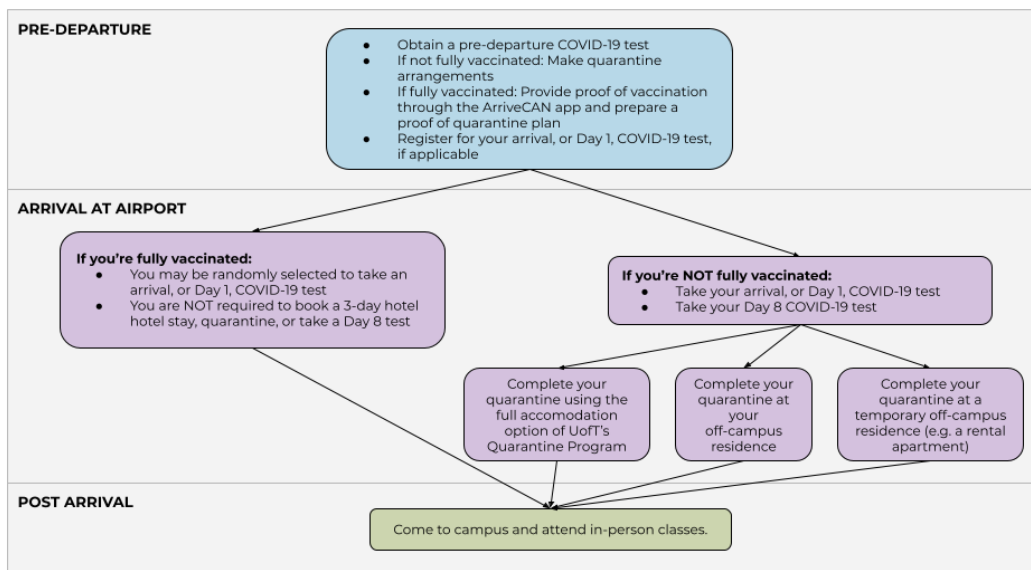 PRE-DEPARTURE
● Obtain a pre-departure COVID-19 test
● If not fully vaccinated: Make quarantine
arrangements
● If fully vaccinated: Provide proof of vaccination
through the ArriveCAN app and prepare a
proof of quarantine plan
● Register for your arrival, or Day 1, COVID-19 test,
if applicable
ARRIVAL AT AIRPORT
If you're fully vaccinated:
● You may be randomly selected to take an
arrival, or Day 1, COVID-19 test
● You are NOT required to book a 3-day hotel
hotel stay, quarantine, or take a Day 8 test
If you're NOT fully vaccinated:
● Take your arrival, or Day 1, COVID-19 test
● Take your Day 8 COVID-19 test
Complete your
quarantine using the
full accomodation
option of UofT's
Quarantine Program
Complete your
quarantine at
your
off-campus
residence
Complete your
quarantine at a
temporary off-campus
residence (e.g. a rental
apartment)
POST ARRIVAL
Come to campus and attend in-person classes.